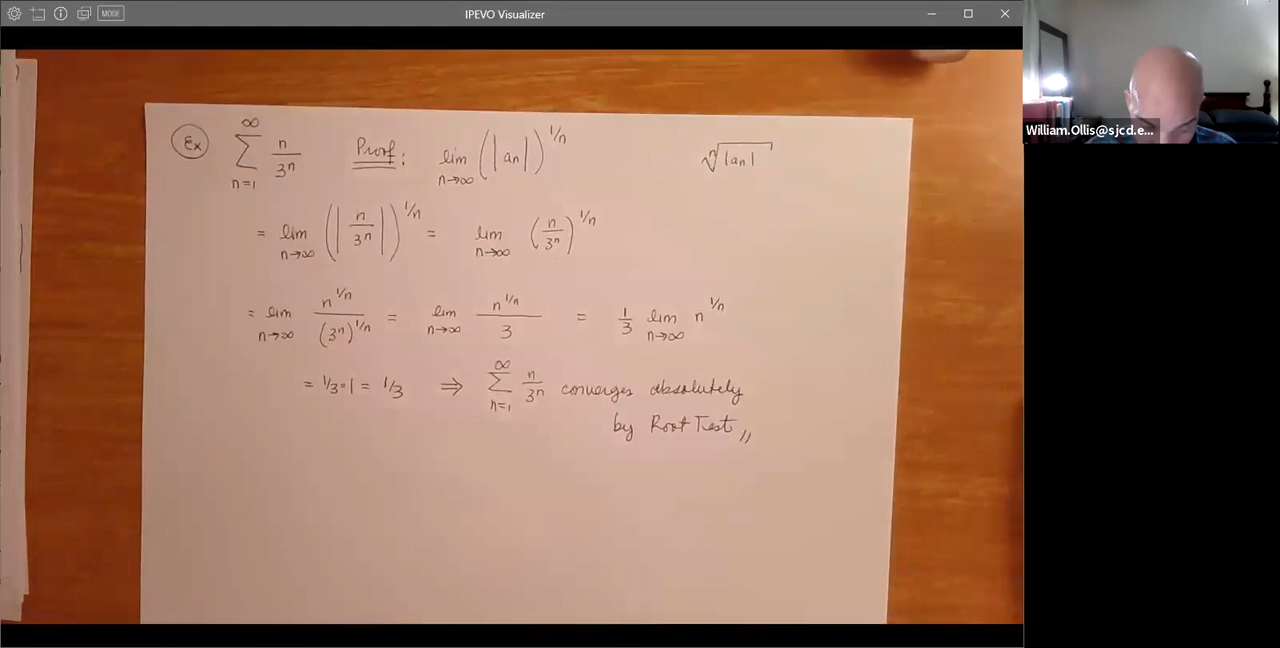 IPEVO Visualizer
MODE
William.Ollis@sjcd.e...
Ex ∑_{n=1}^{∞} n/3^n Proof: lim_{n→∞} (|an|)^{1/n} ⁿ√|an|
= lim_{n→∞} (|n/3^n|)^{1/n} = lim_{n→∞} (n/3^n)^{1/n}
= lim_{n→∞} n^{1/n}/(3^n)^{1/n} = lim_{n→∞} n^{1/n}/3 = 1/3 lim_{n→∞} n^{1/n}
= 1/3 · 1 = 1/3 ⇒ ∑_{n=1}^{∞} n/3^n converges absolutely
by Root Test //